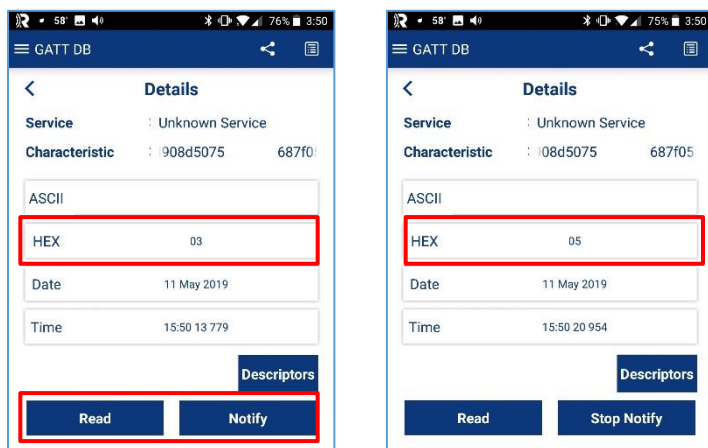 58' 76% 3:50
GATT DB
Details
Service : Unknown Service
Characteristic : 908d5075 687f05
ASCII
HEX 03
Date 11 May 2019
Time 15:50 13 779
Descriptors
Read Notify
58' 75% 3:50
GATT DB
Details
Service : Unknown Service
Characteristic : 08d5075 687f05
ASCII
HEX 05
Date 11 May 2019
Time 15:50 20 954
Descriptors
Read Stop Notify